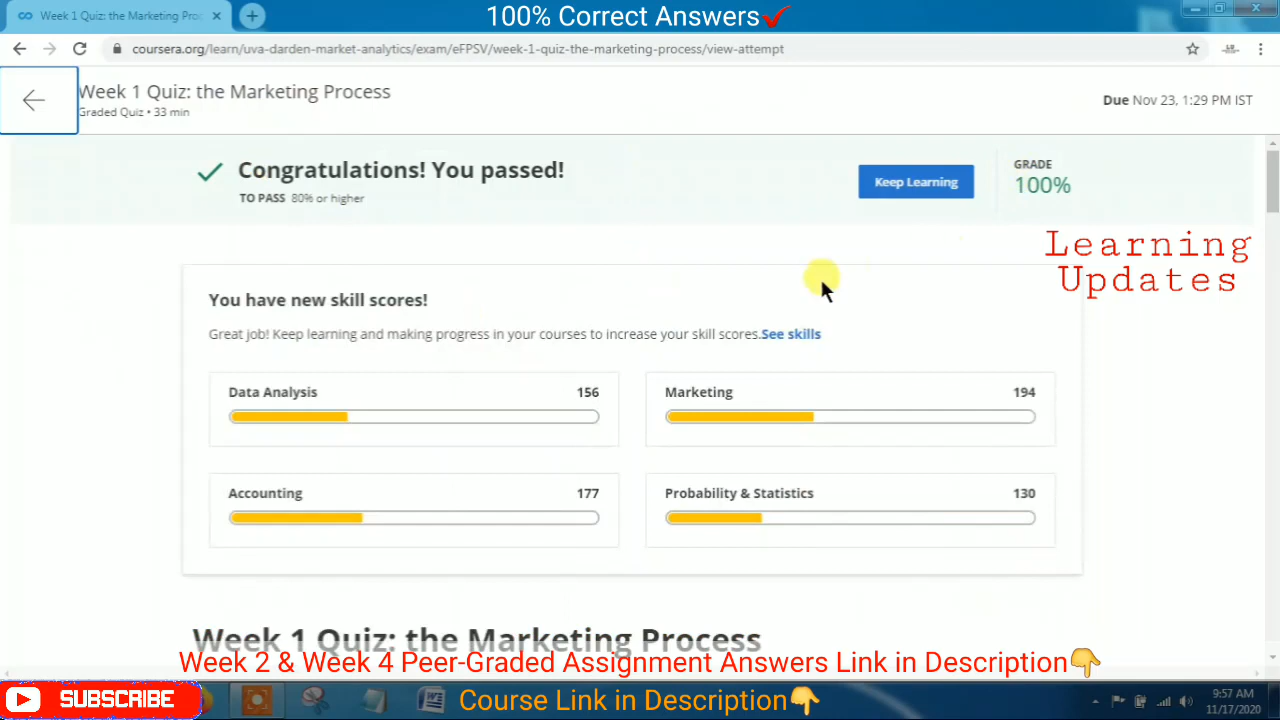 Week 1 Quiz: the Marketing Proc
100% Correct Answers
coursera.org/learn/uva-darden-market-analytics/exam/eFPSV/week-1-quiz-the-marketing-process/view-attempt
Week 1 Quiz: the Marketing Process
Graded Quiz • 33 min
Due Nov 23, 1:29 PM IST
Congratulations! You passed!
TO PASS 80% or higher
Keep Learning
GRADE
100%
Learning
Updates
You have new skill scores!
Great job! Keep learning and making progress in your courses to increase your skill scores.See skills
Data Analysis 156
Marketing 194
Accounting 177
Probability & Statistics 130
Week 1 Quiz: the Marketing Process
Week 2 & Week 4 Peer-Graded Assignment Answers Link in Description👇
SUBSCRIBE
Course Link in Description👇
9:57 AM
11/17/2020